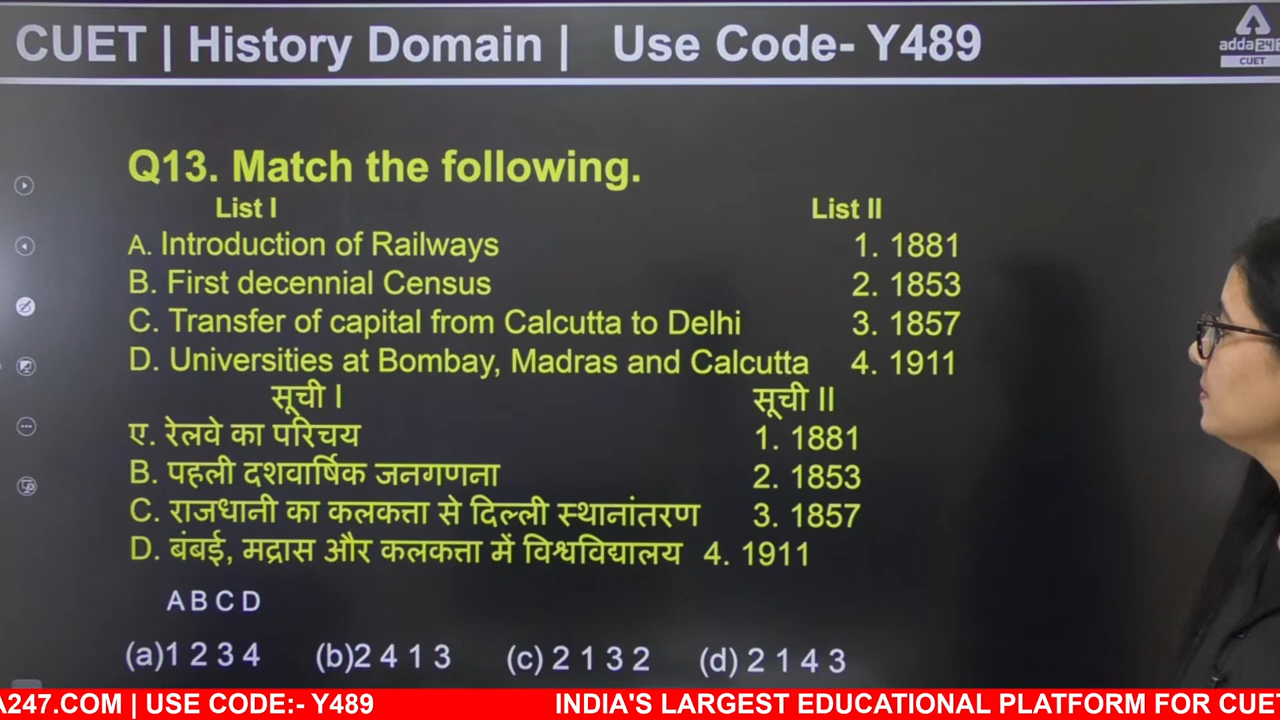 CUET | History Domain | Use Code- Y489
adda247
CUET
Q13. Match the following.
List I List II
A. Introduction of Railways 1. 1881
B. First decennial Census 2. 1853
C. Transfer of capital from Calcutta to Delhi 3. 1857
D. Universities at Bombay, Madras and Calcutta 4. 1911
सूची I सूची II
ए. रेलवे का परिचय 1. 1881
B. पहली दशवार्षिक जनगणना 2. 1853
C. राजधानी का कलकत्ता से दिल्ली स्थानांतरण 3. 1857
D. बंबई, मद्रास और कलकत्ता में विश्वविद्यालय 4. 1911
A B C D
(a)1 2 3 4 (b)2 4 1 3 (c) 2 1 3 2 (d) 2 1 4 3
A247.COM | USE CODE:- Y489 INDIA'S LARGEST EDUCATIONAL PLATFORM FOR CUE